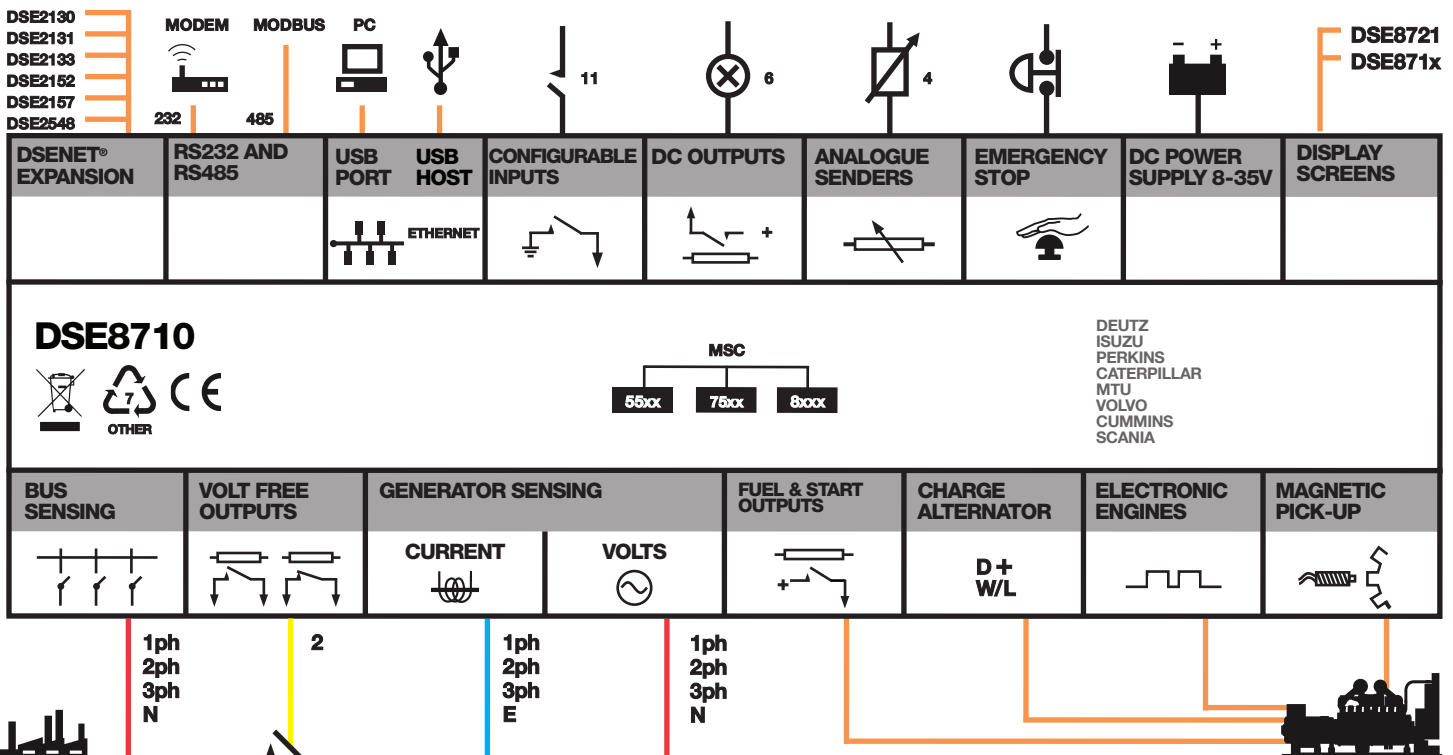 DSE2130
DSE2131
DSE2133
DSE2152
DSE2157
DSE2548
MODEM
232
MODBUS
485
PC
11
6
4
- +
DSE8721
DSE871x
DSENET®
EXPANSION
RS232 AND
RS485
USB
PORT
USB
HOST
ETHERNET
CONFIGURABLE
INPUTS
DC OUTPUTS
+
ANALOGUE
SENDERS
EMERGENCY
STOP
DC POWER
SUPPLY 8-35V
DISPLAY
SCREENS
DSE8710
7
OTHER
CE
MSC
55xx
75xx
8xxx
DEUTZ
ISUZU
PERKINS
CATERPILLAR
MTU
VOLVO
CUMMINS
SCANIA
BUS
SENSING
VOLT FREE
OUTPUTS
GENERATOR SENSING
CURRENT
VOLTS
FUEL & START
OUTPUTS
+
CHARGE
ALTERNATOR
D+
W/L
ELECTRONIC
ENGINES
MAGNETIC
PICK-UP
1ph
2ph
3ph
N
2
1ph
2ph
3ph
E
1ph
2ph
3ph
N